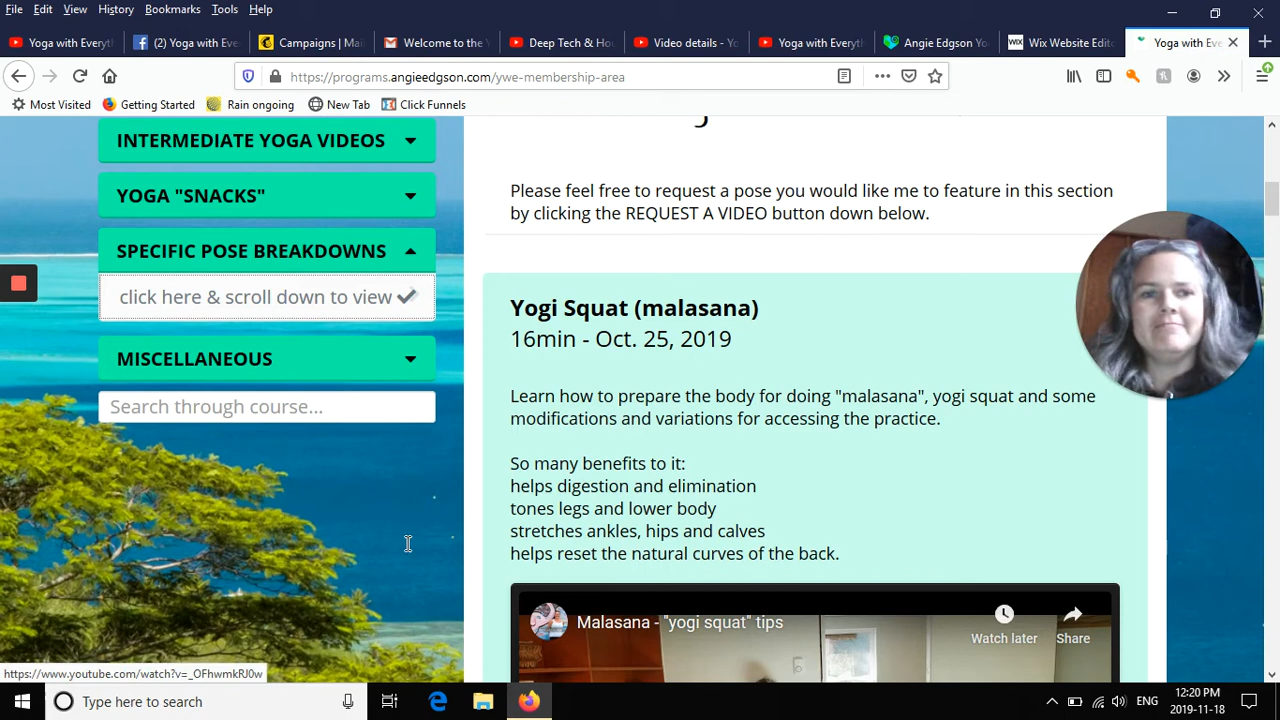 File Edit View History Bookmarks Tools Help
Yoga with Everyth
(2) Yoga with Eve
Campaigns | Ma
Welcome to the Y
Deep Tech & Ho
Video details - Yo
Yoga with Everyth
Angie Edgson Yo
Wix Website Edit
Yoga with Eve
https://programs.angieedgson.com/ywe-membership-area
Most Visited Getting Started Rain ongoing New Tab Click Funnels
INTERMEDIATE YOGA VIDEOS
YOGA "SNACKS"
SPECIFIC POSE BREAKDOWNS
click here & scroll down to view
MISCELLANEOUS
Search through course...
Please feel free to request a pose you would like me to feature in this section
by clicking the REQUEST A VIDEO button down below.
Yogi Squat (malasana)
16min - Oct. 25, 2019
Learn how to prepare the body for doing "malasana", yogi squat and some
modifications and variations for accessing the practice.
So many benefits to it:
helps digestion and elimination
tones legs and lower body
stretches ankles, hips and calves
helps reset the natural curves of the back.
Malasana - "yogi squat" tips
Watch later
Share
https://www.youtube.com/watch?v=_OFhwmkRJ0w
Type here to search
ENG
12:20 PM
2019-11-18